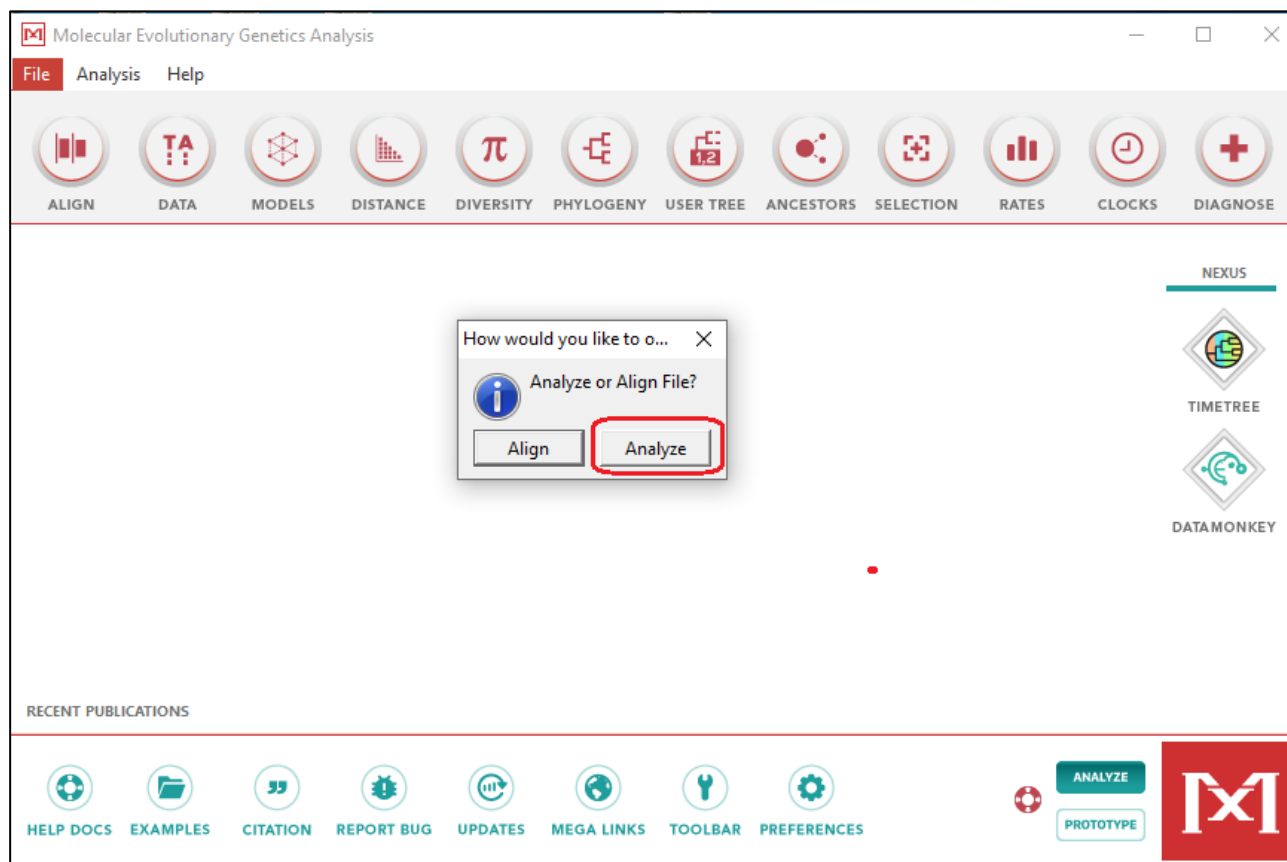 Molecular Evolutionary Genetics Analysis
File Analysis Help
TA
π
1,2
ALIGN DATA MODELS DISTANCE DIVERSITY PHYLOGENY USER TREE ANCESTORS SELECTION RATES CLOCKS DIAGNOSE
NEXUS
How would you like to o...
Analyze or Align File?
Align Analyze
TIMETREE
DATAMONKEY
RECENT PUBLICATIONS
ANALYZE
HELP DOCS EXAMPLES CITATION REPORT BUG UPDATES MEGA LINKS TOOLBAR PREFERENCES
PROTOTYPE